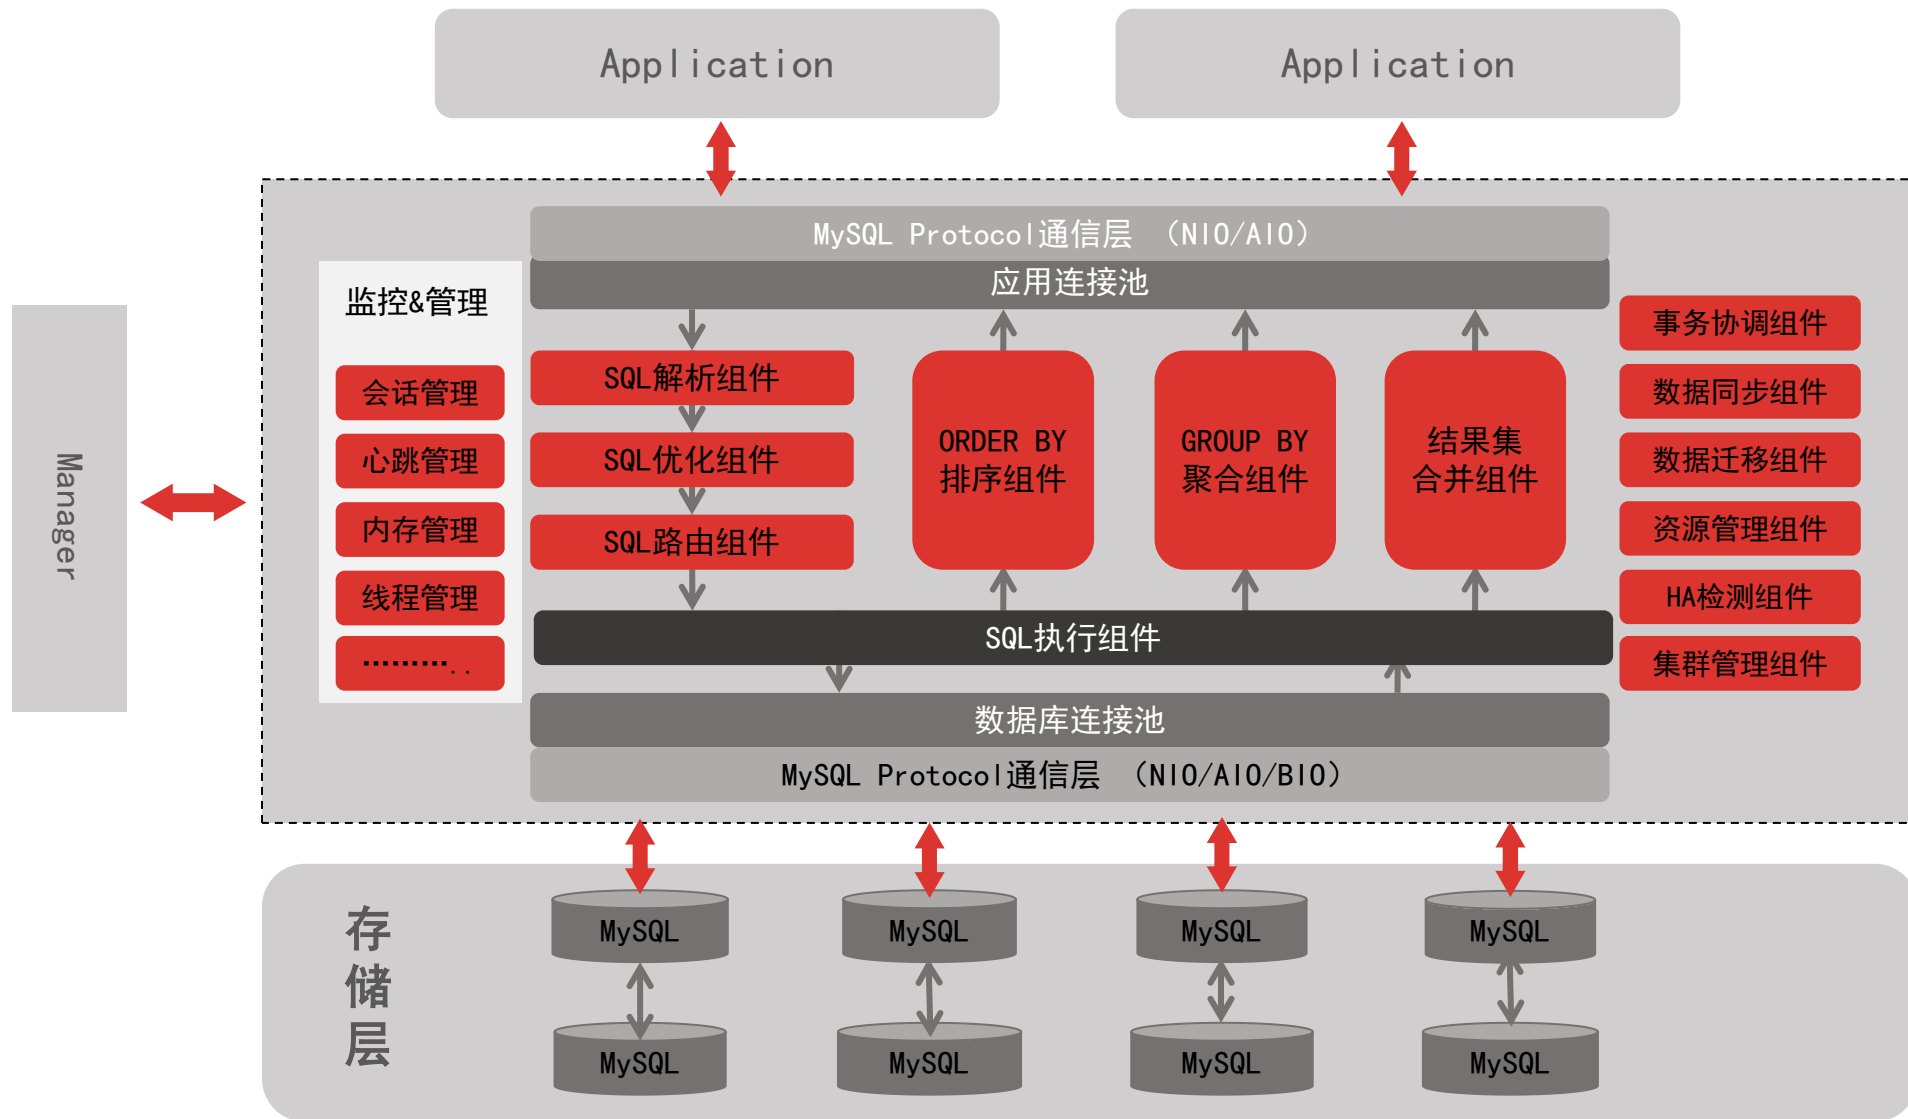 Application
Application
MySQL Protocol通信层 （NIO/AIO）
应用连接池
监控&管理
会话管理
心跳管理
内存管理
线程管理
………..
Manager
SQL解析组件
SQL优化组件
SQL路由组件
ORDER BY
排序组件
GROUP BY
聚合组件
结果集
合并组件
事务协调组件
数据同步组件
数据迁移组件
资源管理组件
HA检测组件
集群管理组件
SQL执行组件
数据库连接池
MySQL Protocol通信层 （NIO/AIO/BIO）
存
储
层
MySQL
MySQL
MySQL
MySQL
MySQL
MySQL
MySQL
MySQL